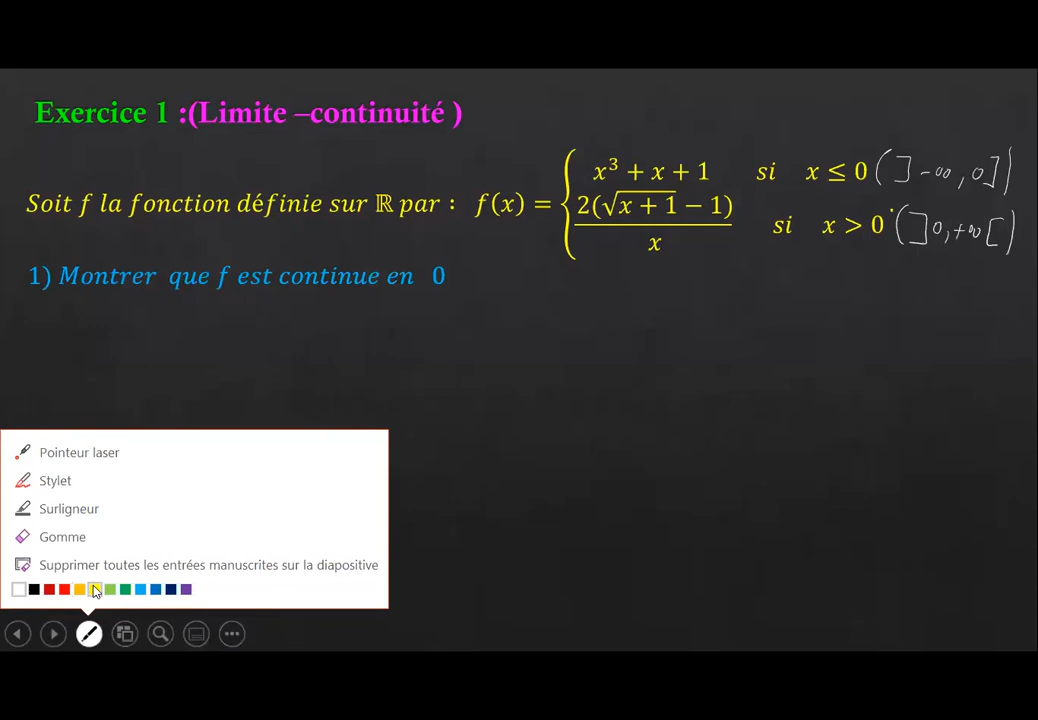 Exercice 1 :(Limite –continuité )
x³ + x + 1 si x ≤ 0 (]-∞, 0])
Soit f la fonction définie sur ℝ par : f(x) =
2(√x + 1 − 1) si x > 0 (]0, +∞[)
x
1) Montrer que f est continue en 0
Pointeur laser
Stylet
Surligneur
Gomme
Supprimer toutes les entrées manuscrites sur la diapositive